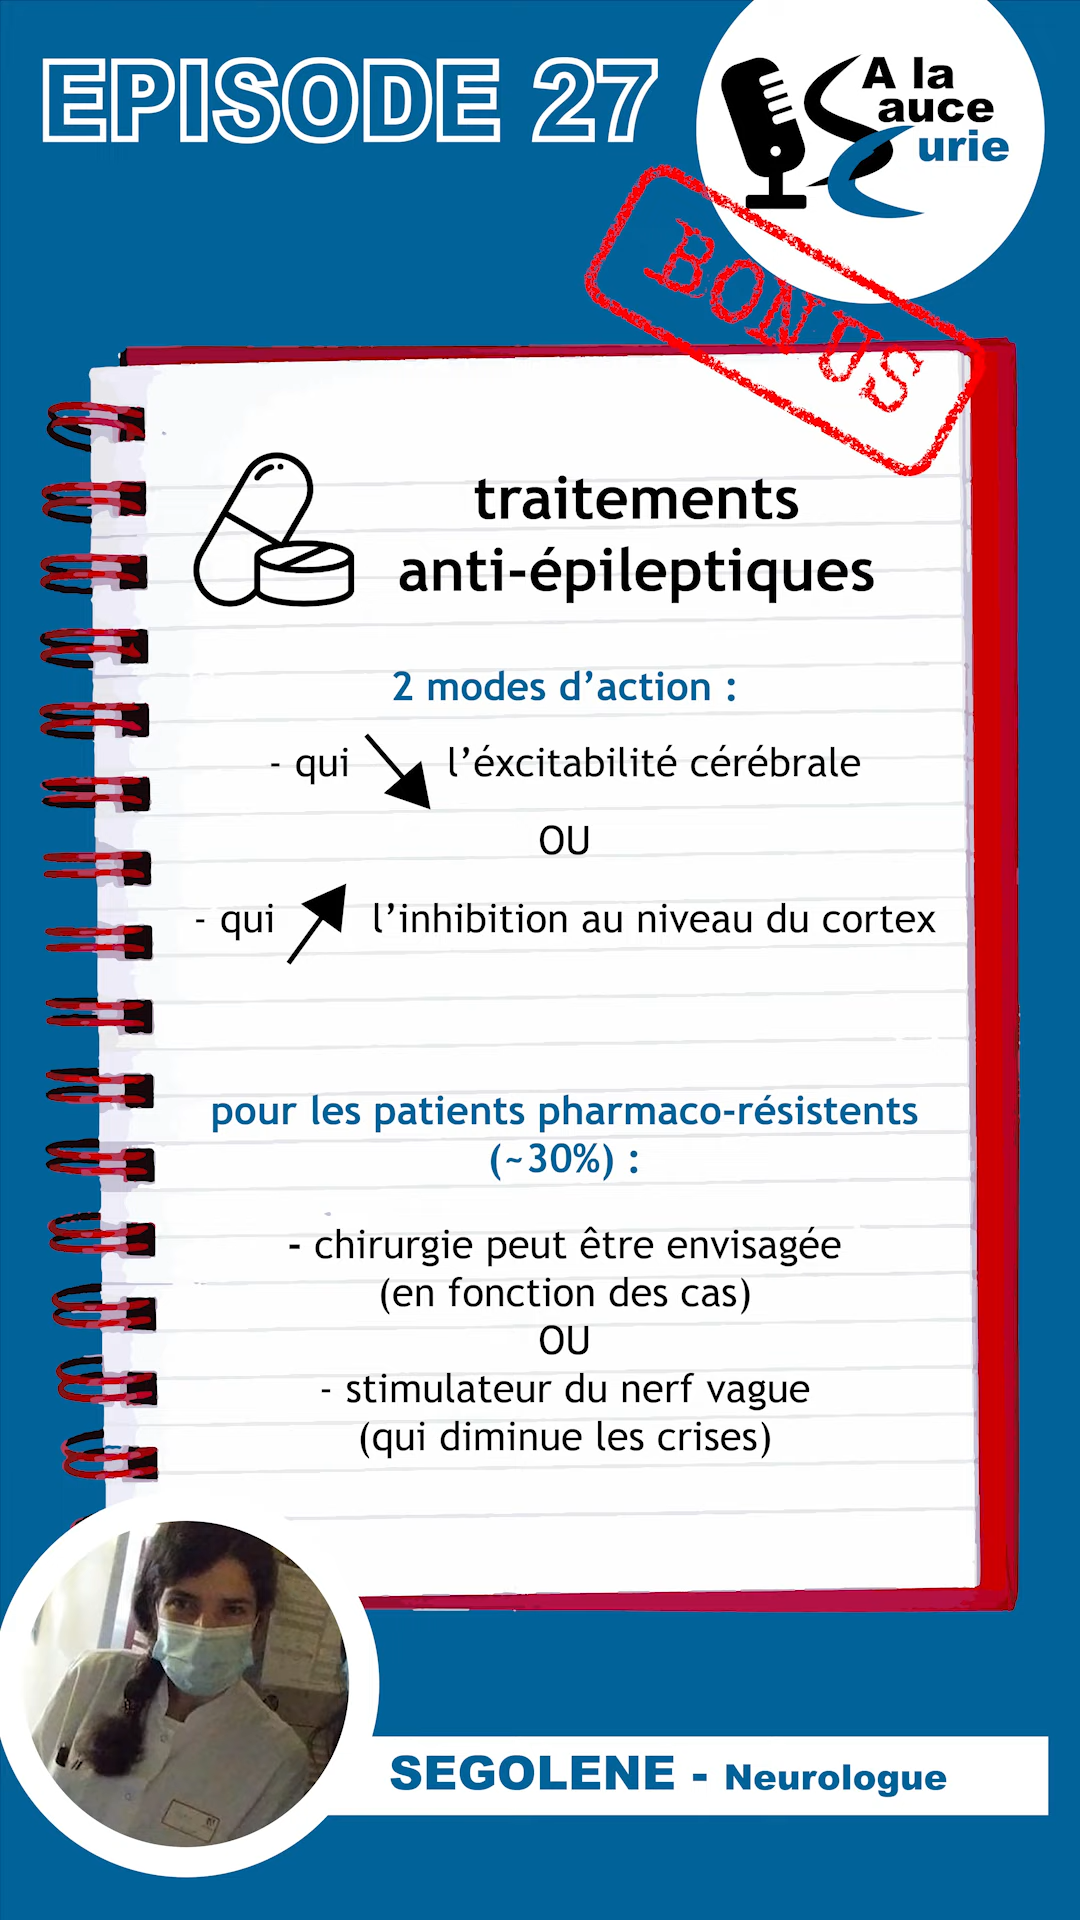 EPISODE 27
A la
Sauce
Curie
BONUS
traitements
anti-épileptiques
2 modes d’action :
- qui l’éxcitabilité cérébrale
OU
- qui l’inhibition au niveau du cortex
pour les patients pharmaco-résistents
(~30%) :
- chirurgie peut être envisagée
(en fonction des cas)
OU
- stimulateur du nerf vague
(qui diminue les crises)
SEGOLENE - Neurologue